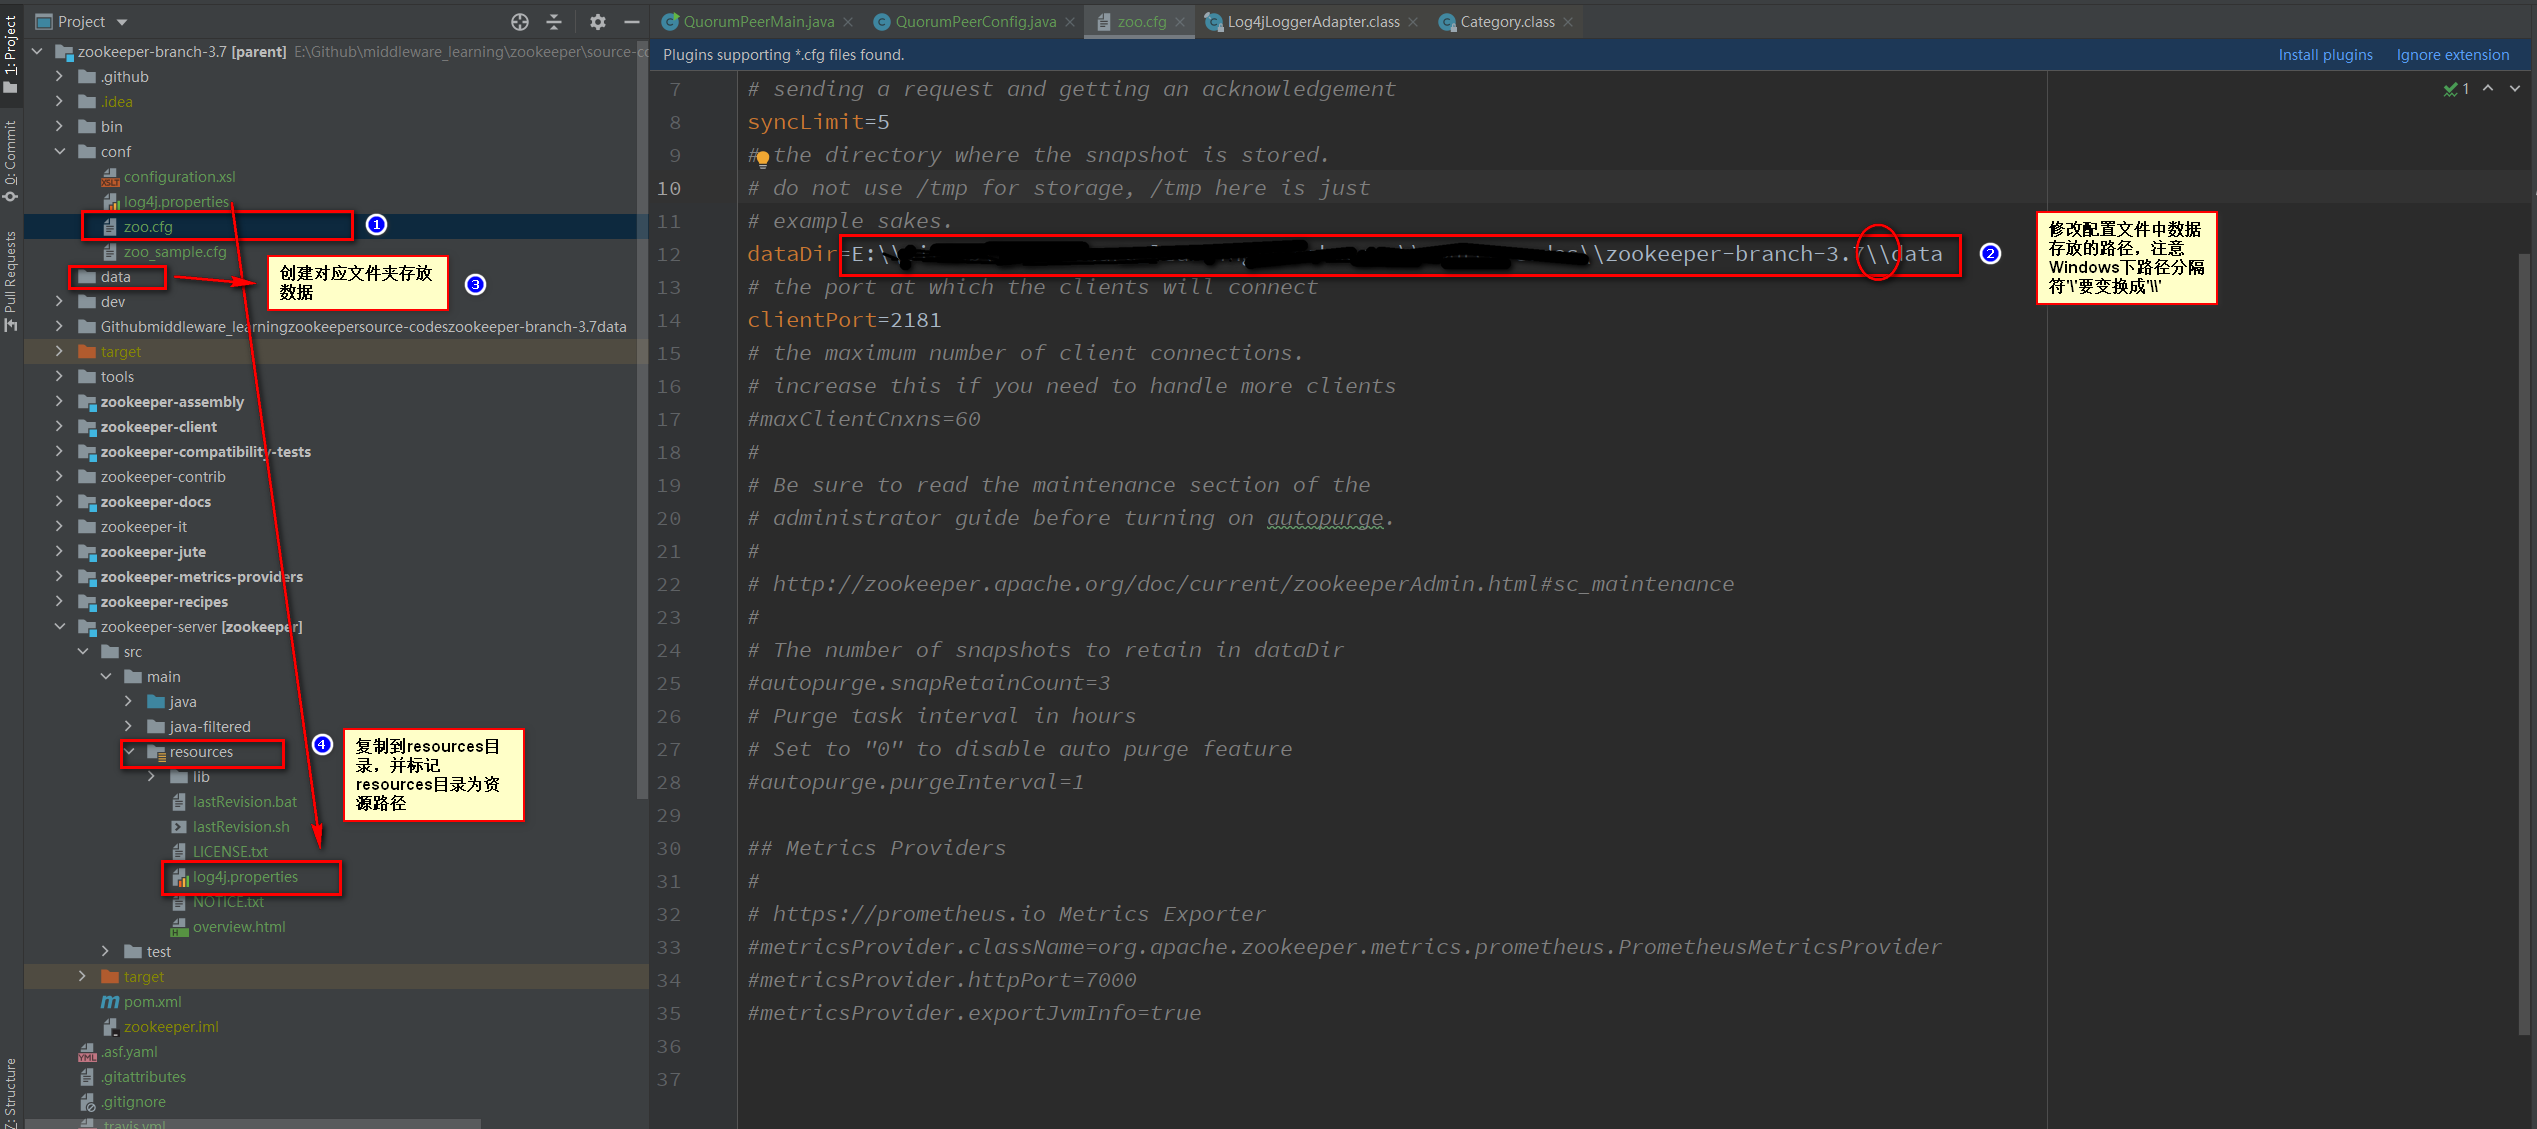 Project
zookeeper-branch-3.7 [parent] E:\Github\middleware_learning\zookeeper\source-co
.github
.idea
bin
conf
configuration.xsl
log4j.properties
zoo.cfg
①
zoo_sample.cfg
data
创建对应文件夹存放
数据
③
dev
Githubmiddleware_learningzookeepersource-codeszookeeper-branch-3.7data
target
tools
zookeeper-assembly
zookeeper-client
zookeeper-compatibility-tests
zookeeper-contrib
zookeeper-docs
zookeeper-it
zookeeper-jute
zookeeper-metrics-providers
zookeeper-recipes
zookeeper-server [zookeeper]
src
main
java
java-filtered
resources
④
复制到resources目
录，并标记
resources目录为资
源路径
lib
lastRevision.bat
lastRevision.sh
LICENSE.txt
log4j.properties
NOTICE.txt
overview.html
test
target
pom.xml
zookeeper.iml
.asf.yaml
.gitattributes
.gitignore
.travis.yml
1: Project
0: Commit
Pull Requests
Z: Structure
QuorumPeerMain.java
QuorumPeerConfig.java
zoo.cfg
Log4jLoggerAdapter.class
Category.class
Plugins supporting *.cfg files found.
Install plugins
Ignore extension
1
7 # sending a request and getting an acknowledgement
8 syncLimit=5
9 # the directory where the snapshot is stored.
10 # do not use /tmp for storage, /tmp here is just
11 # example sakes.
12 dataDir=E:\\ \\zookeeper-branch-3.7\\data
②
修改配置文件中数据
存放的路径，注意
Windows下路径分隔
符'\'要变换成'\\'
13 # the port at which the clients will connect
14 clientPort=2181
15 # the maximum number of client connections.
16 # increase this if you need to handle more clients
17 #maxClientCnxns=60
18 #
19 # Be sure to read the maintenance section of the
20 # administrator guide before turning on autopurge.
21 #
22 # http://zookeeper.apache.org/doc/current/zookeeperAdmin.html#sc_maintenance
23 #
24 # The number of snapshots to retain in dataDir
25 #autopurge.snapRetainCount=3
26 # Purge task interval in hours
27 # Set to "0" to disable auto purge feature
28 #autopurge.purgeInterval=1
29
30 ## Metrics Providers
31 #
32 # https://prometheus.io Metrics Exporter
33 #metricsProvider.className=org.apache.zookeeper.metrics.prometheus.PrometheusMetricsProvider
34 #metricsProvider.httpPort=7000
35 #metricsProvider.exportJvmInfo=true
36
37